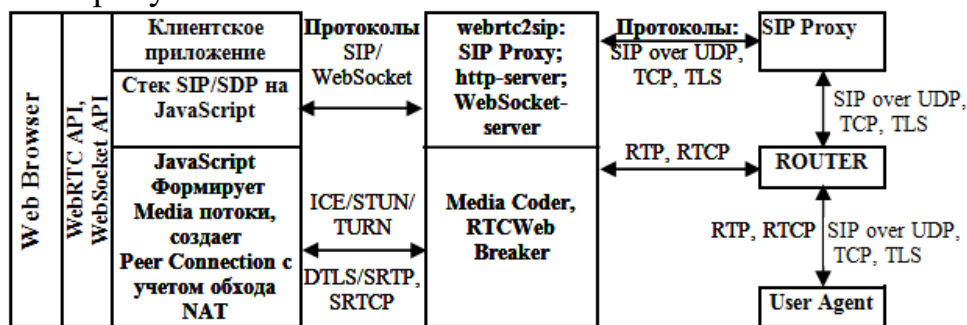 Web Browser
WebRTC API,
WebSocket API
Клиентское
приложение
Стек SIP/SDP на
JavaScript
JavaScript
Формирует
Media потоки,
создает
Peer Connection с
учетом обхода
NAT
Протоколы
SIP/
WebSocket
ICE/STUN/
TURN
DTLS/SRTP,
SRTCP
webrtc2sip:
SIP Proxy;
http-server;
WebSocket-
server
Media Coder,
RTCWeb
Breaker
Протоколы:
SIP over UDP,
TCP, TLS
RTP, RTCP
SIP Proxy
SIP over UDP,
TCP, TLS
ROUTER
RTP, RTCP
SIP over UDP,
TCP, TLS
User Agent